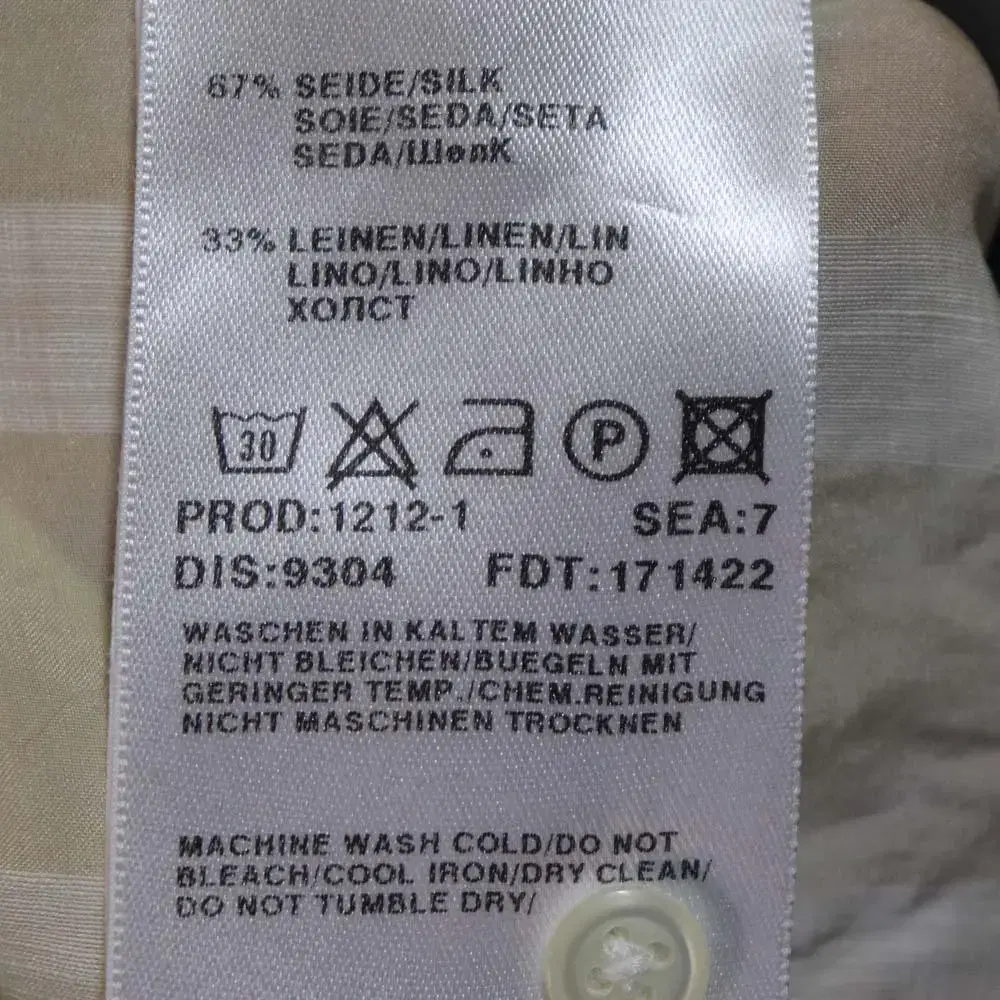 67% SEIDE/SILK
SOIE/SEDA/SETA
SEDA/Шелк
33% LEINEN/LINEN/LIN
LINO/LINO/LINHO
ХОЛСТ
30 P
PROD:1212-1 SEA:7
DIS:9304 FDT:171422
WASCHEN IN KALTEM WASSER/
NICHT BLEICHEN/BUEGELN MIT
GERINGER TEMP./CHEM.REINIGUNG
NICHT MASCHINEN TROCKNEN
MACHINE WASH COLD/DO NOT
BLEACH/COOL IRON/DRY CLEAN/
DO NOT TUMBLE DRY/